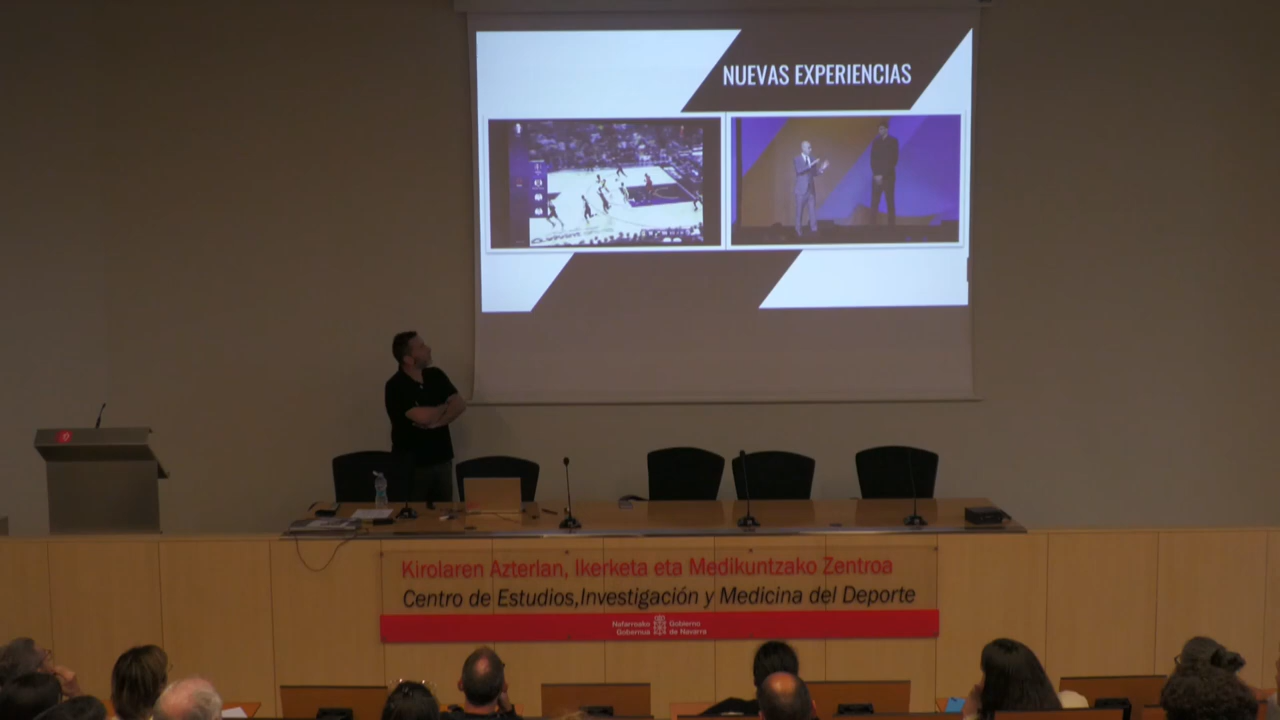 NUEVAS EXPERIENCIAS
Kirolaren Azterlan, Ikerketa eta Medikuntzako Zentroa
Centro de Estudios,Investigación y Medicina del Deporte
Nafarroako Gobierno
Gobernua de Navarra